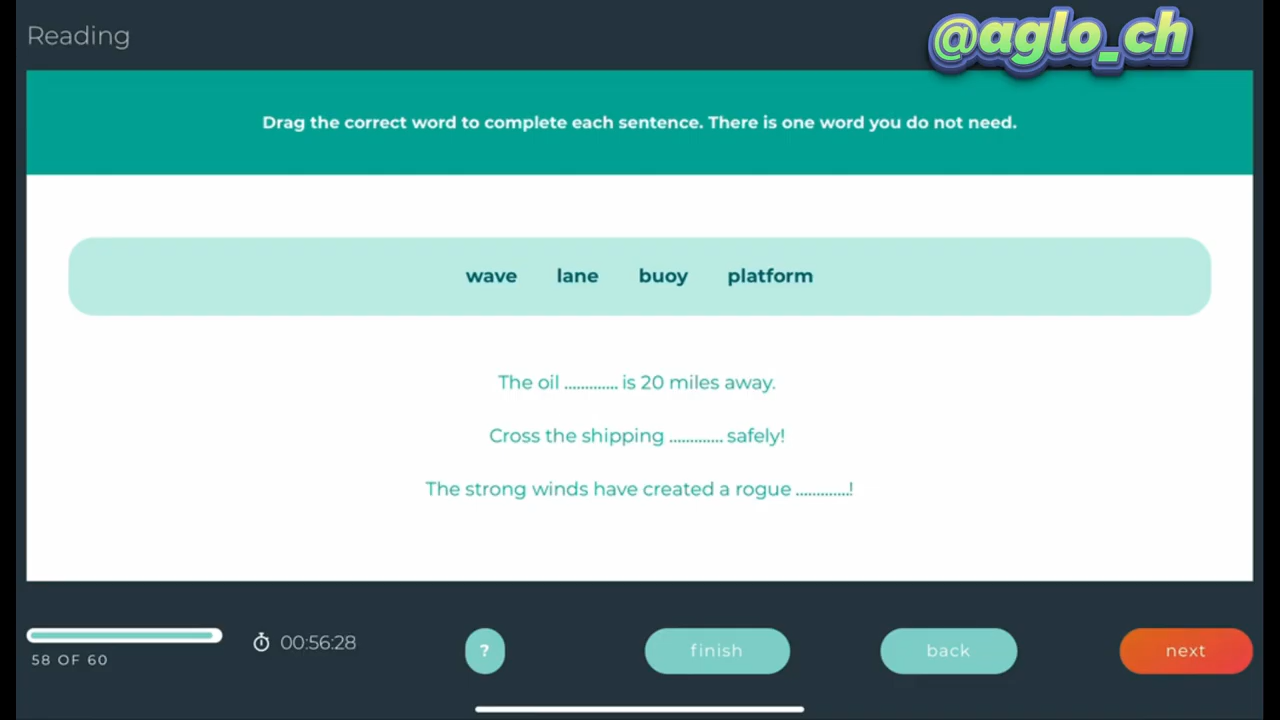 Reading
@aglo_ch
Drag the correct word to complete each sentence. There is one word you do not need.
wave lane buoy platform
The oil ............. is 20 miles away.
Cross the shipping ............. safely!
The strong winds have created a rogue .............!
58 OF 60
00:56:28
?
finish
back
next